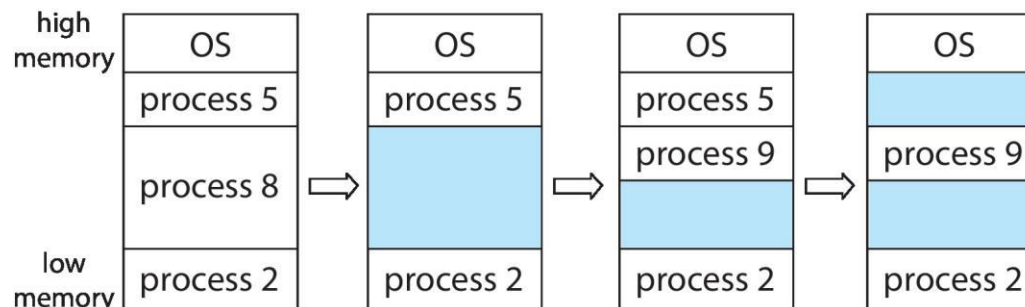 high
memory
OS
process 5
process 8
process 2
low
memory
OS
process 5
process 2
OS
process 5
process 9
process 2
OS
process 9
process 2